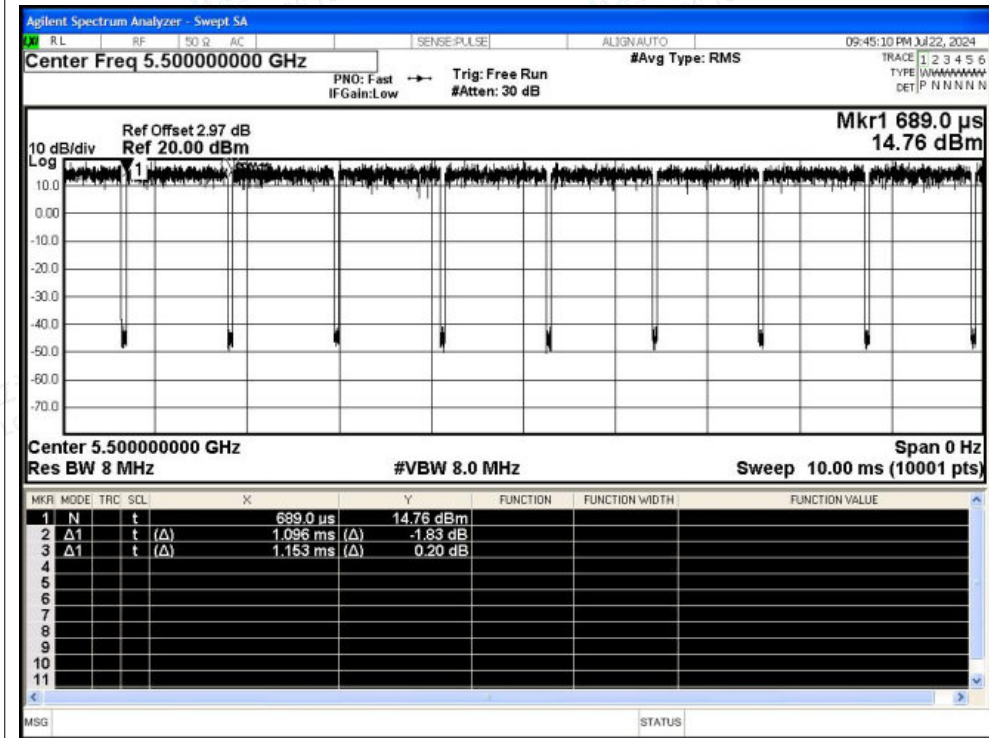 Agilent Spectrum Analyzer - Swept SA
RL RF 50 Ω AC SENSE:PULSE ALIGNAUTO 09:45:10 PM Jul 22, 2024
Center Freq 5.500000000 GHz #Avg Type: RMS TRACE 1 2 3 4 5 6
PNO: Fast Trig: Free Run TYPE
IFGain:Low #Atten: 30 dB DET P N N N N N
Mkr1 689.0 µs
Ref Offset 2.97 dB
10 dB/div Ref 20.00 dBm 14.76 dBm
Log
1
10.0
0.00
-10.0
-20.0
-30.0
-40.0
-50.0
-60.0
-70.0
Center 5.500000000 GHz Span 0 Hz
Res BW 8 MHz #VBW 8.0 MHz Sweep 10.00 ms (10001 pts)
MKR MODE TRC SCL X Y FUNCTION FUNCTION WIDTH FUNCTION VALUE
1 N t 689.0 µs 14.76 dBm
2 Δ1 t (Δ) 1.096 ms (Δ) -1.83 dB
3 Δ1 t (Δ) 1.153 ms (Δ) 0.20 dB
4
5
6
7
8
9
10
11
MSG STATUS